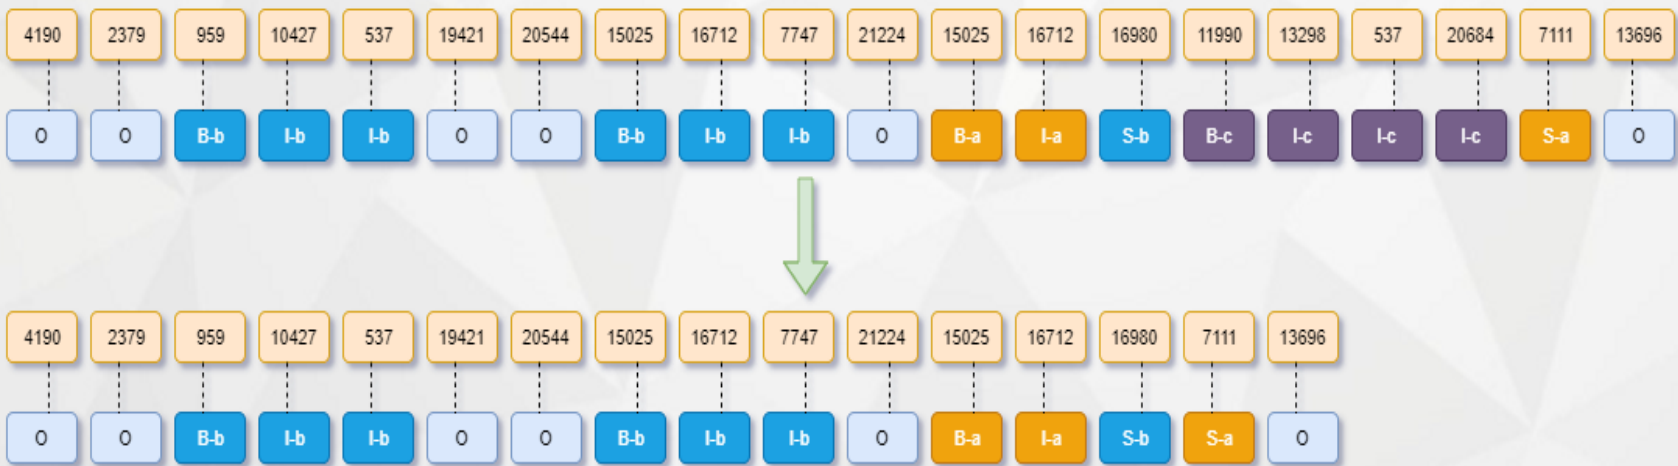 4190 2379 959 10427 537 19421 20544 15025 16712 7747 21224 15025 16712 16980 11990 13298 537 20684 7111 13696
O O B-b I-b I-b O O B-b I-b I-b O B-a I-a S-b B-c I-c I-c I-c S-a O
4190 2379 959 10427 537 19421 20544 15025 16712 7747 21224 15025 16712 16980 7111 13696
O O B-b I-b I-b O O B-b I-b I-b O B-a I-a S-b S-a O